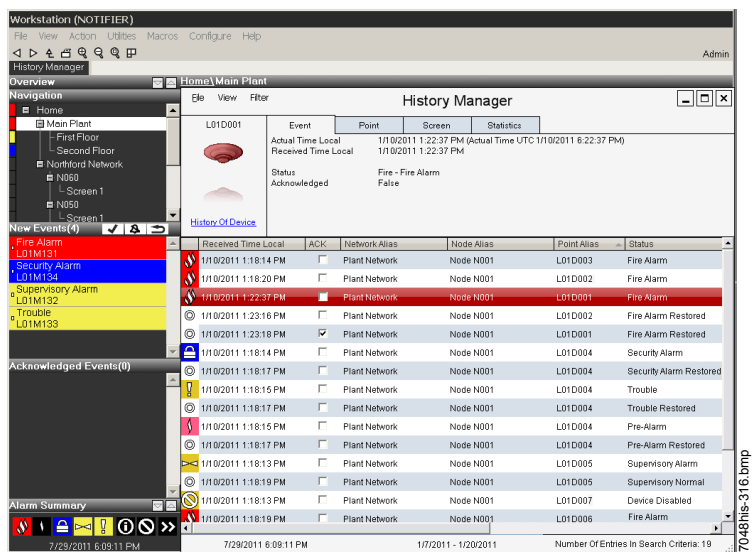 Workstation (NOTIFIER)
File View Action Utilities Macros Configure Help
Admin
History Manager
Overview
Home\Main Plant
Navigation
Home
Main Plant
First Floor
Second Floor
Northford Network
N060
Screen 1
N050
Screen 1
New Events(4)
Fire Alarm
L01M131
Security Alarm
L01M134
Supervisory Alarm
L01M132
Trouble
L01M133
Acknowledged Events(0)
Alarm Summary
7/29/2011 6:09:11 PM
File View Filter
History Manager
L01D001
History Of Device
Event Point Screen Statistics
Actual Time Local 1/10/2011 1:22:37 PM (Actual Time UTC 1/10/2011 6:22:37 PM)
Received Time Local 1/10/2011 1:22:37 PM
Status Fire - Fire Alarm
Acknowledged False
Received Time Local ACK Network Alias Node Alias Point Alias Status
1/10/2011 1:18:14 PM Plant Network Node N001 L01D003 Fire Alarm
1/10/2011 1:18:20 PM Plant Network Node N001 L01D002 Fire Alarm
1/10/2011 1:22:37 PM Plant Network Node N001 L01D001 Fire Alarm
1/10/2011 1:23:16 PM Plant Network Node N001 L01D002 Fire Alarm Restored
1/10/2011 1:23:18 PM Plant Network Node N001 L01D001 Fire Alarm Restored
1/10/2011 1:18:14 PM Plant Network Node N001 L01D004 Security Alarm
1/10/2011 1:18:17 PM Plant Network Node N001 L01D004 Security Alarm Restored
1/10/2011 1:18:15 PM Plant Network Node N001 L01D004 Trouble
1/10/2011 1:18:17 PM Plant Network Node N001 L01D004 Trouble Restored
1/10/2011 1:18:15 PM Plant Network Node N001 L01D004 Pre-Alarm
1/10/2011 1:18:17 PM Plant Network Node N001 L01D004 Pre-Alarm Restored
1/10/2011 1:18:13 PM Plant Network Node N001 L01D005 Supervisory Alarm
1/10/2011 1:18:19 PM Plant Network Node N001 L01D005 Supervisory Normal
1/10/2011 1:18:13 PM Plant Network Node N001 L01D007 Device Disabled
1/10/2011 1:18:19 PM Plant Network Node N001 L01D006 Fire Alarm
7/29/2011 6:09:11 PM 1/7/2011 - 1/20/2011 Number Of Entries In Search Criteria: 19
7048his-316.bmp